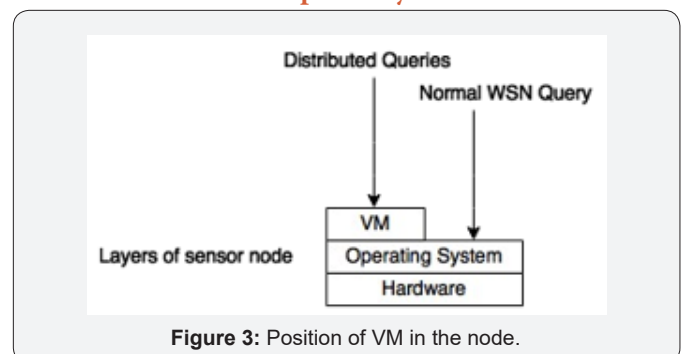 Distributed Queries
Normal WSN Query
VM
Layers of sensor node
Operating System
Hardware
Figure 3: Position of VM in the node.